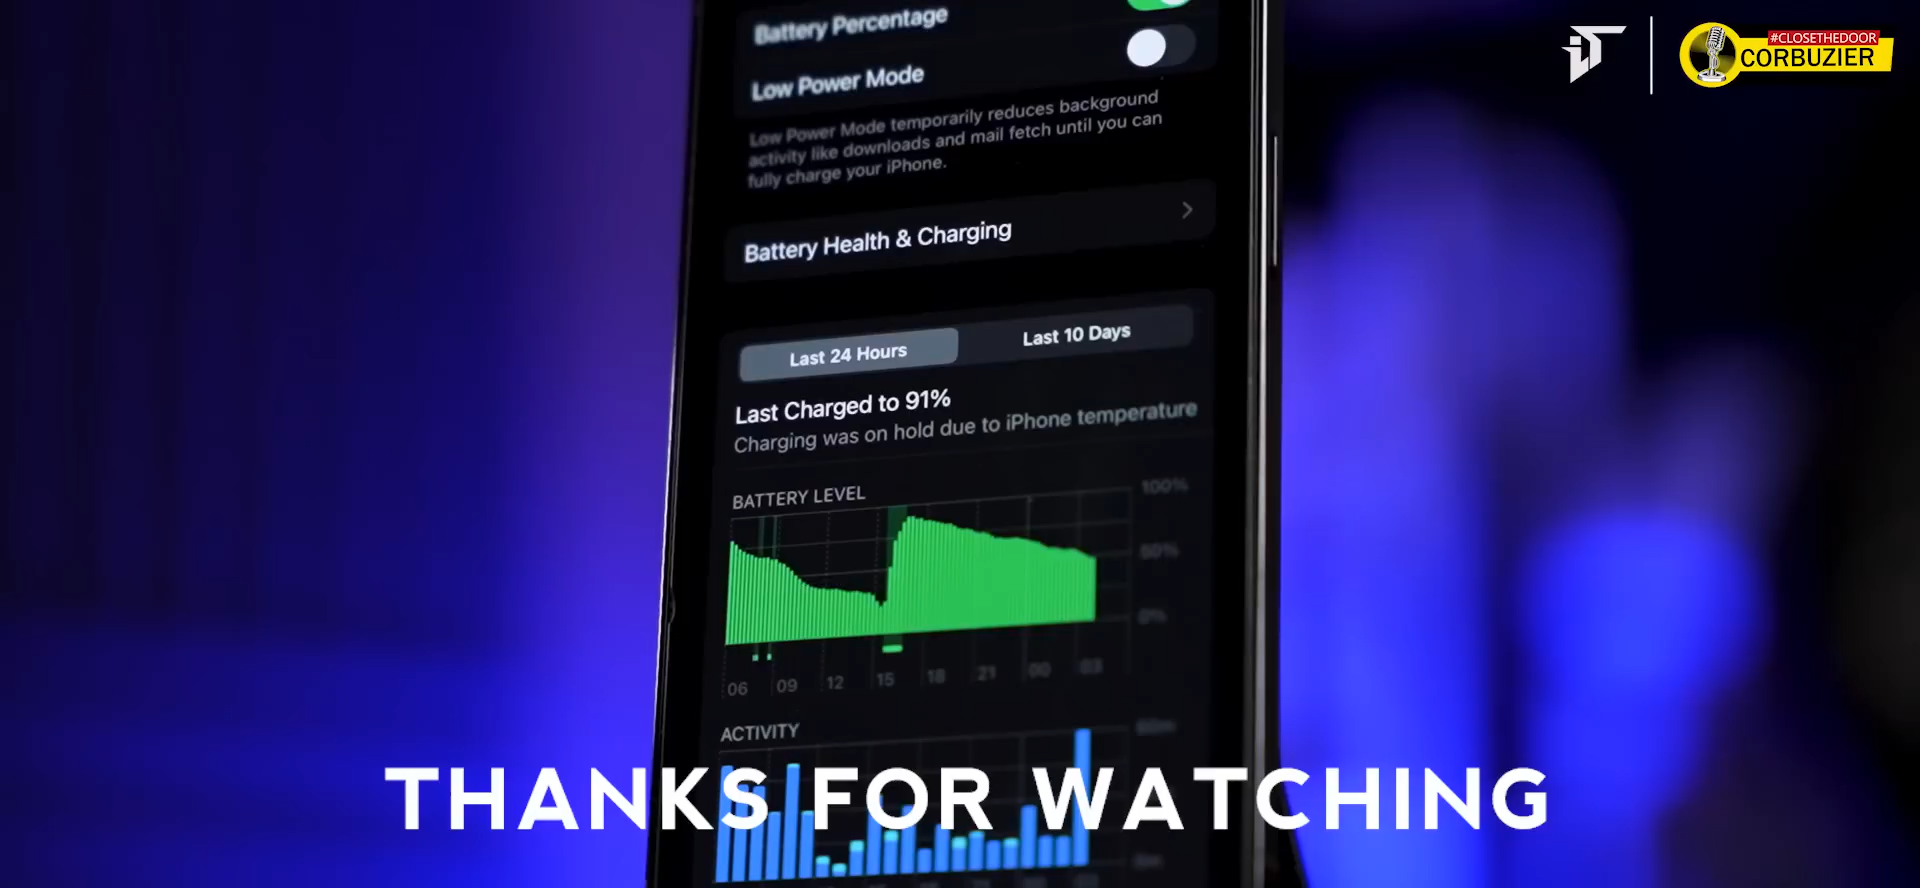 #CLOSETHEDOOR
CORBUZIER
Battery Percentage
Low Power Mode
Low Power Mode temporarily reduces background
activity like downloads and mail fetch until you can
fully charge your iPhone.
Battery Health & Charging
Last 24 Hours
Last 10 Days
Last Charged to 91%
Charging was on hold due to iPhone temperature
BATTERY LEVEL
100%
50%
0%
06 09 12 15 18 21 00 03
ACTIVITY
60m
THANKS FOR WATCHING